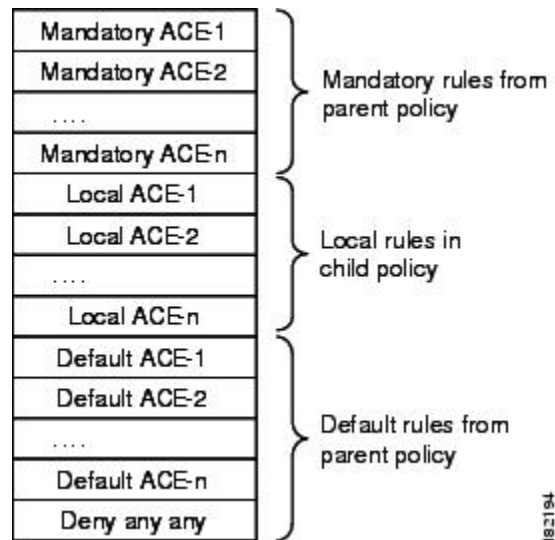 Mandatory ACE-1
Mandatory ACE-2
....
Mandatory ACE-n
Mandatory rules from
parent policy
Local ACE-1
Local ACE-2
....
Local ACE-n
Local rules in
child policy
Default ACE-1
Default ACE-2
....
Default ACE-n
Deny any any
Default rules from
parent policy
182194